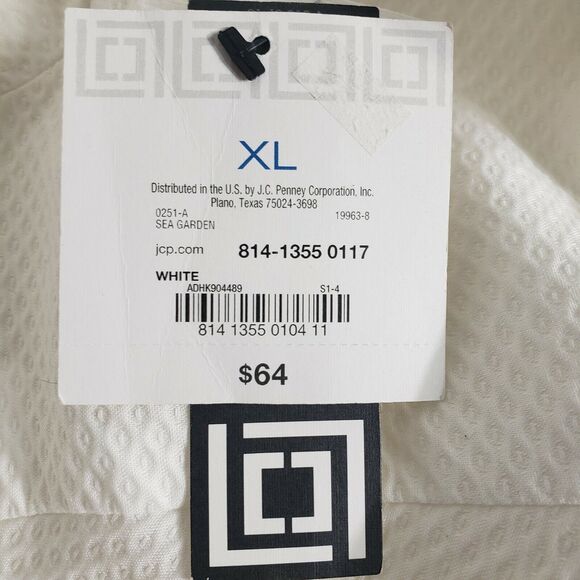 XL
Distributed in the U.S. by J.C. Penney Corporation, Inc.
Plano, Texas 75024-3698
0251-A 19963-8
SEA GARDEN
jcp.com 814-1355 0117
WHITE
ADHK904489 S1-4
814 1355 0104 11
$64